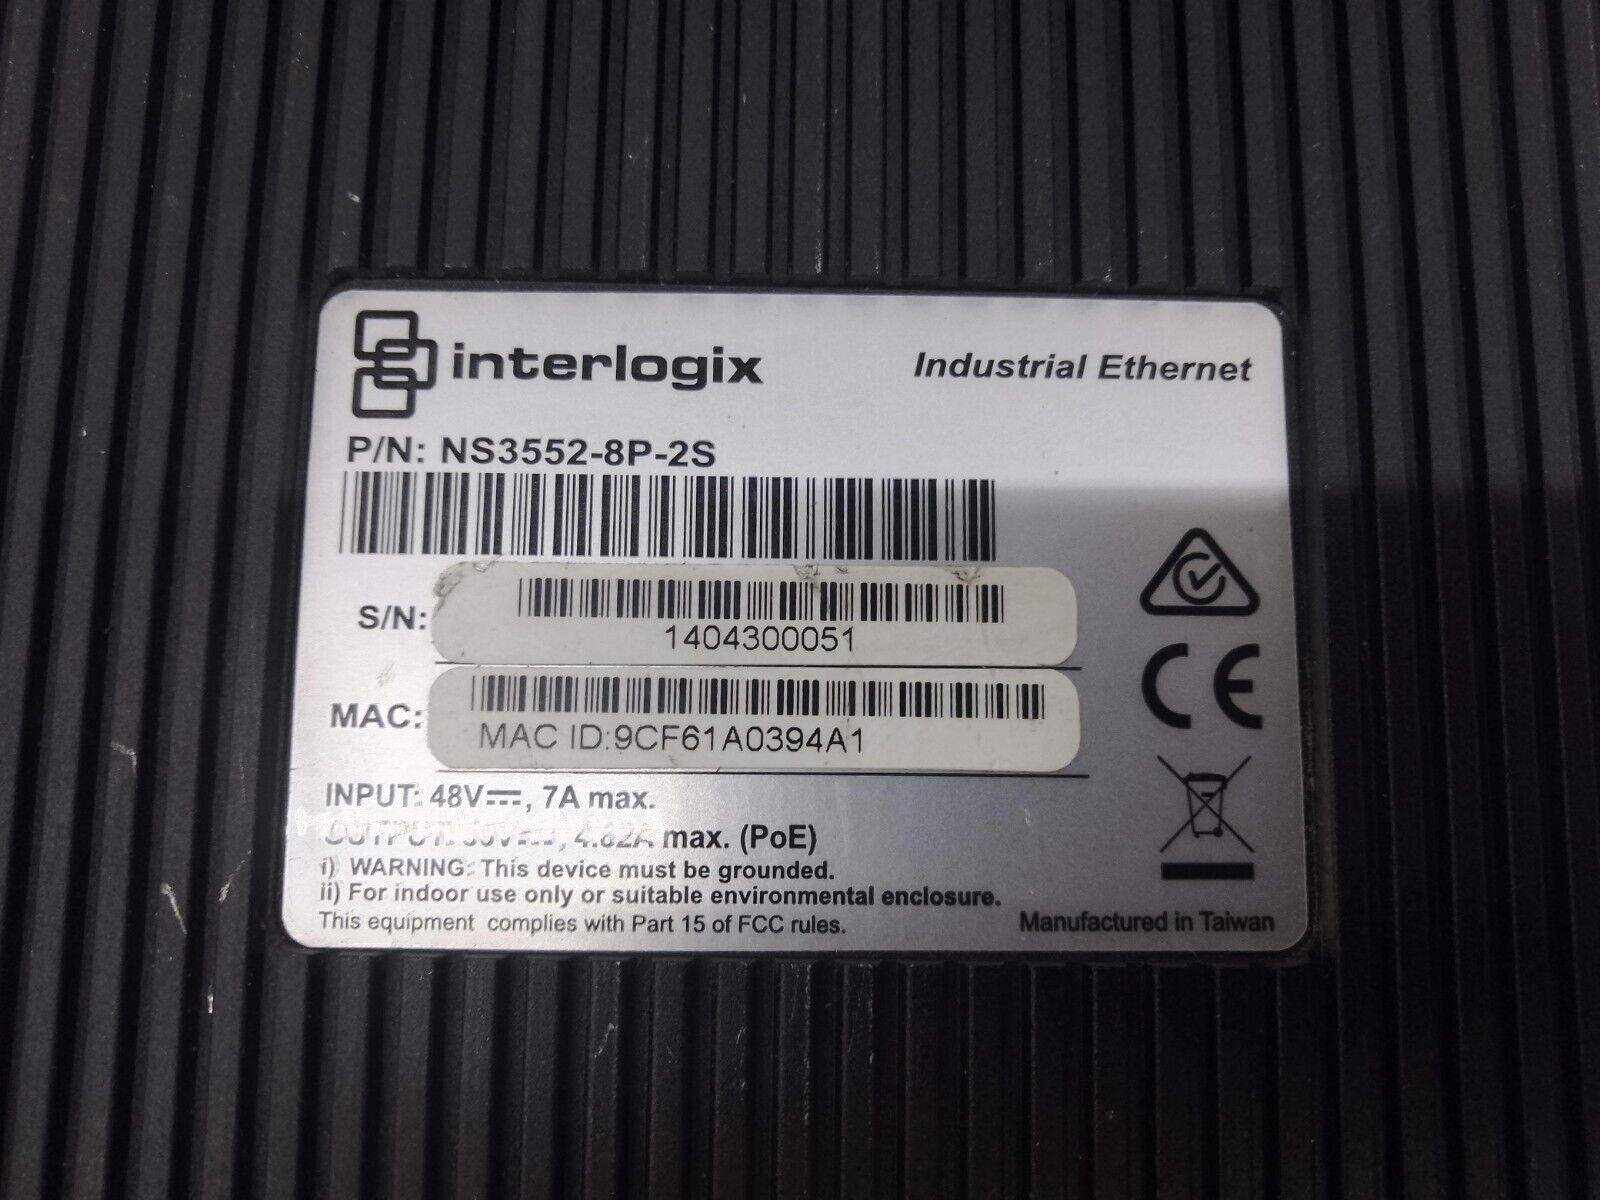 interlogix
Industrial Ethernet
P/N: NS3552-8P-2S
S/N:
1404300051
MAC:
MAC ID:9CF61A0394A1
INPUT: 48V⎓, 7A max.
OUTPUT: max. (PoE)
i) WARNING: This device must be grounded.
ii) For indoor use only or suitable environmental enclosure.
This equipment complies with Part 15 of FCC rules.
Manufactured in Taiwan
CE